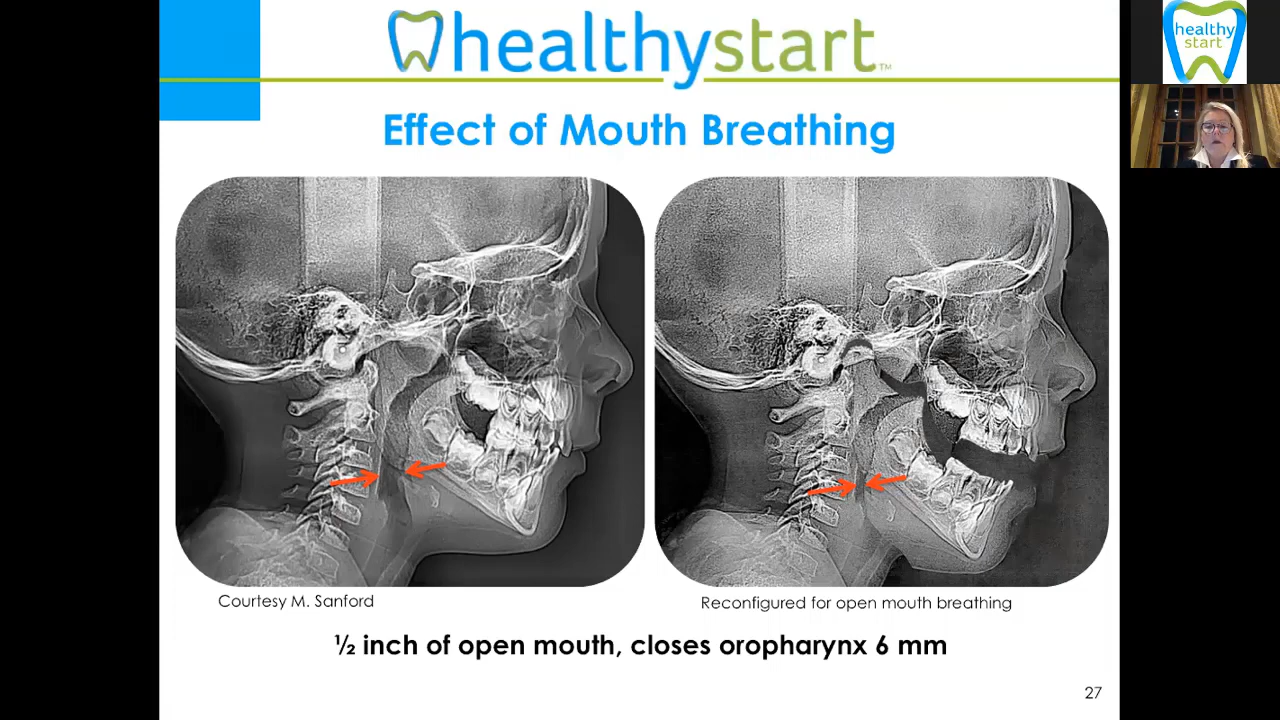 healthystart™
Effect of Mouth Breathing
Courtesy M. Sanford
Reconfigured for open mouth breathing
½ inch of open mouth, closes oropharynx 6 mm
27
healthy
start